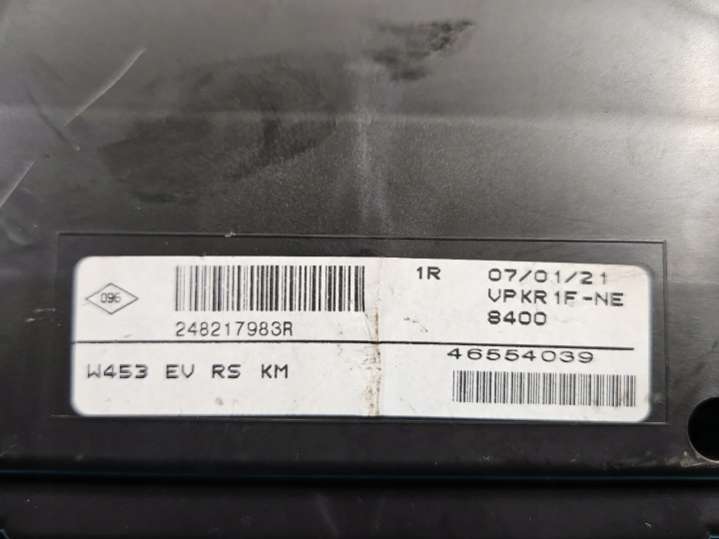 096
248217983R
W453 EV RS KM
1R 07/01/21
VPKR1F-NE
8400
46554039